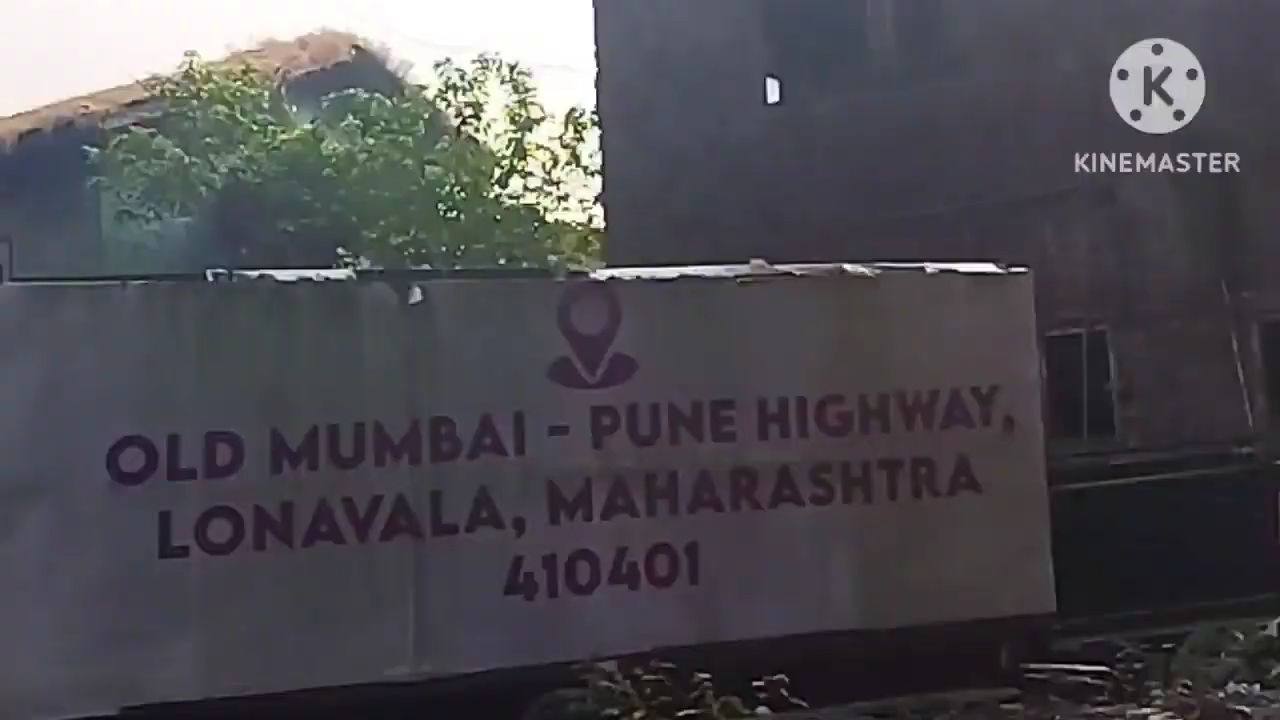 K
KINEMASTER
OLD MUMBAI - PUNE HIGHWAY,
LONAVALA, MAHARASHTRA
410401